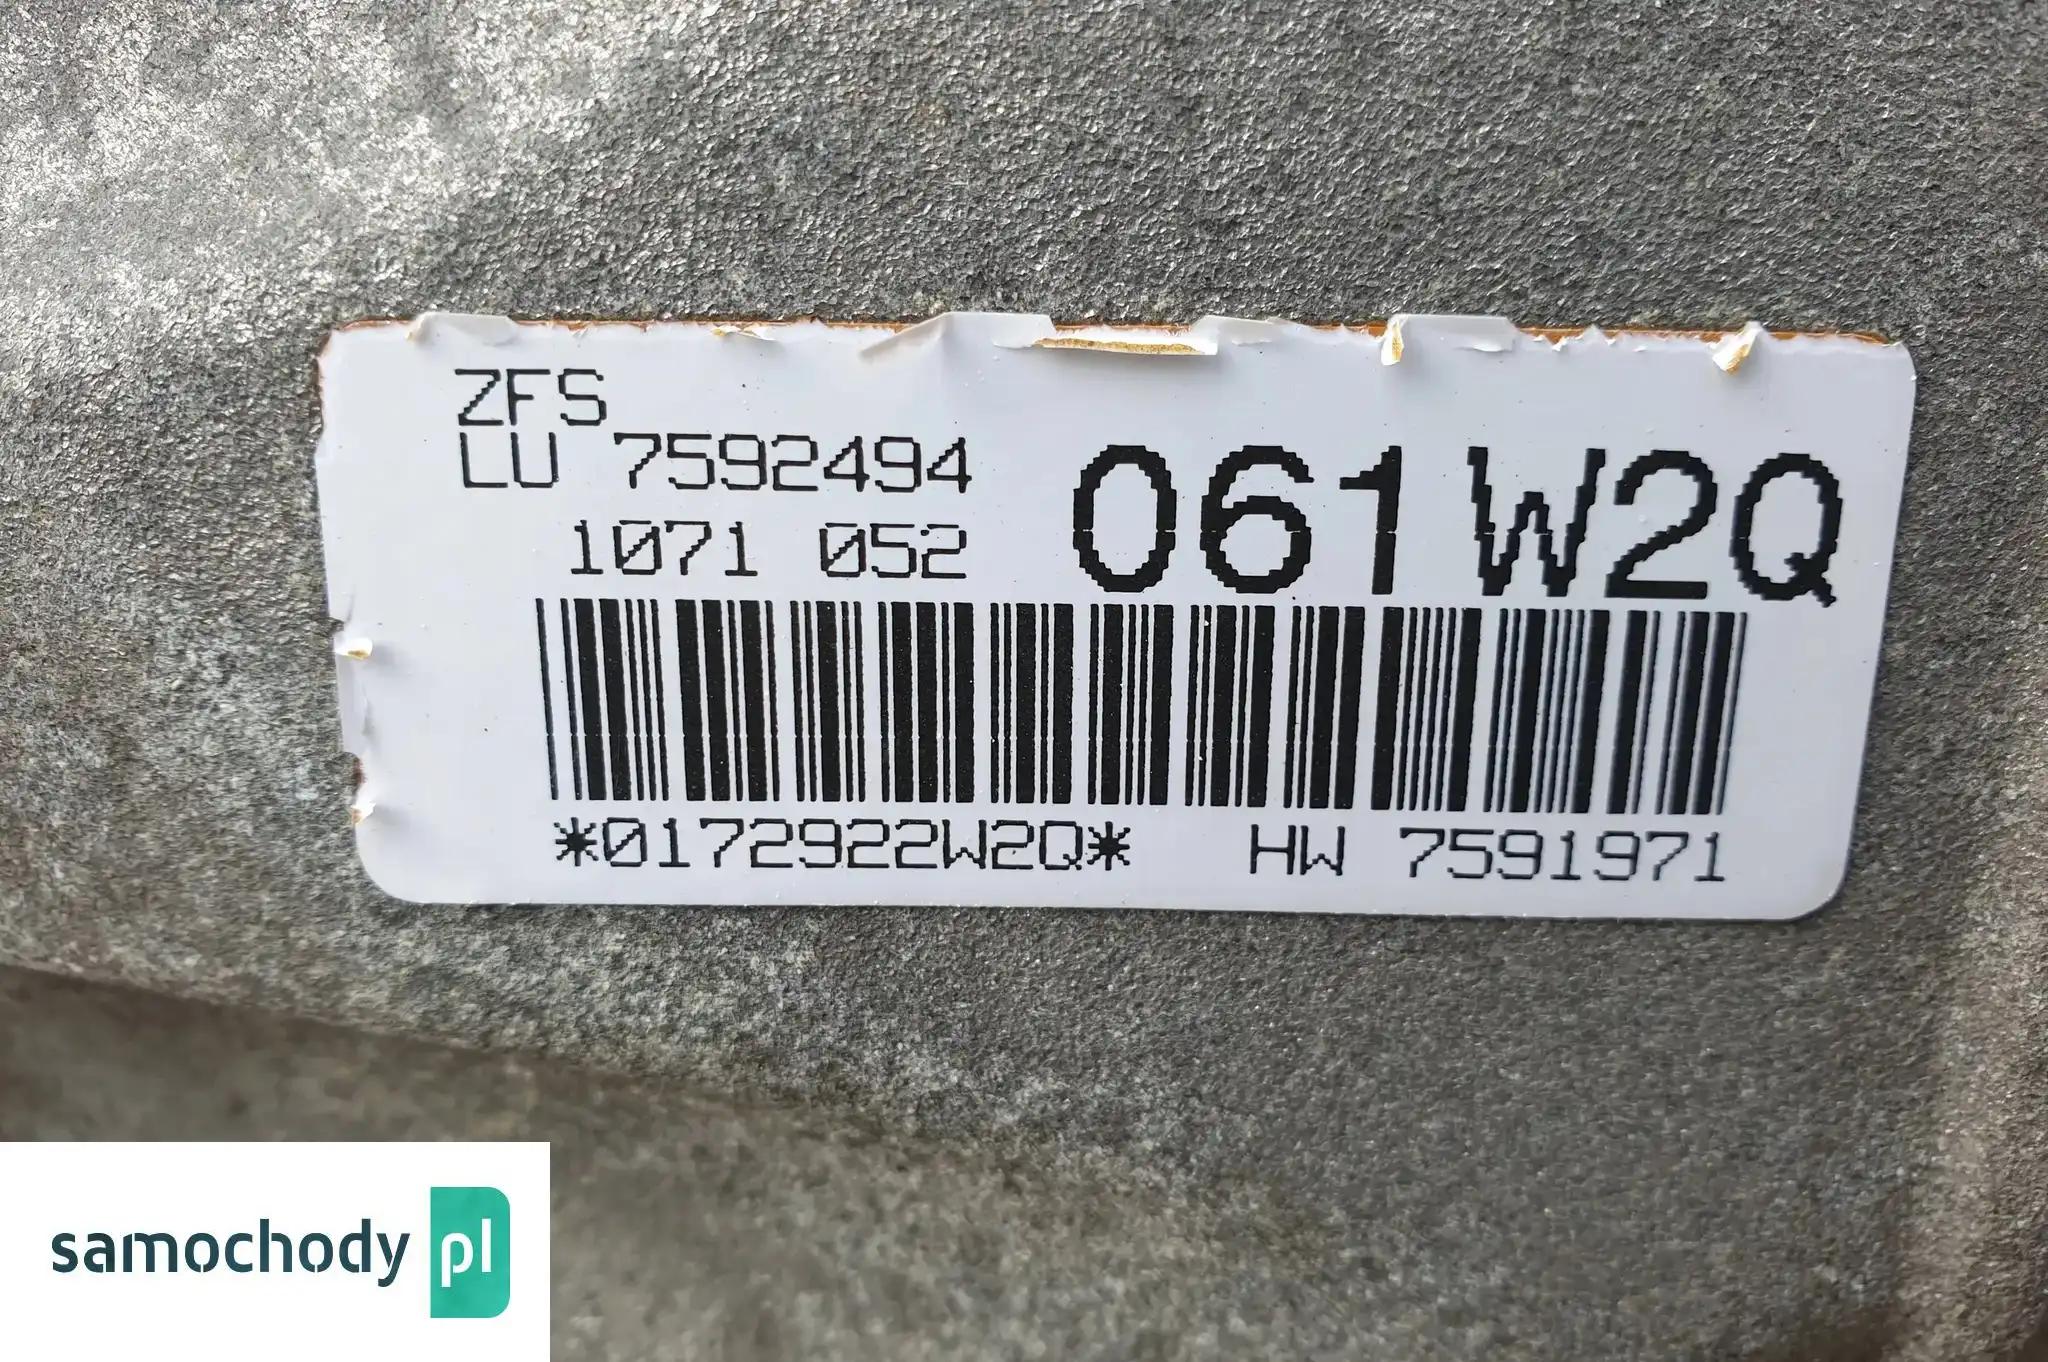 ZFS
LU 7592494
1071 052
061W2Q
*0172922W2Q* HW 7591971
samochody pl